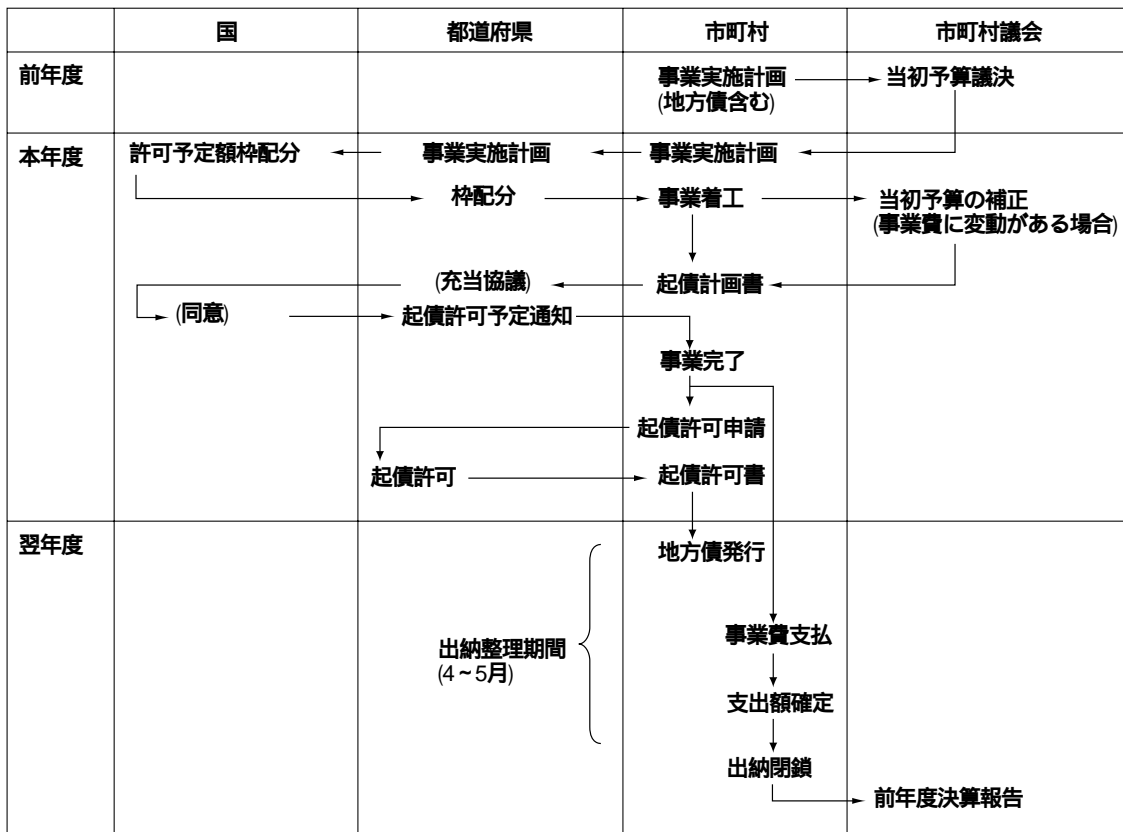 国
都道府県
市町村
市町村議会
前年度
事業実施計画
(地方債含む)
当初予算議決
本年度
許可予定額枠配分
事業実施計画
事業実施計画
枠配分
事業着工
当初予算の補正
(事業費に変動がある場合)
(充当協議)
起債計画書
(同意)
起債許可予定通知
事業完了
起債許可申請
起債許可
起債許可書
翌年度
地方債発行
出納整理期間
(4~5月)
事業費支払
支出額確定
出納閉鎖
前年度決算報告